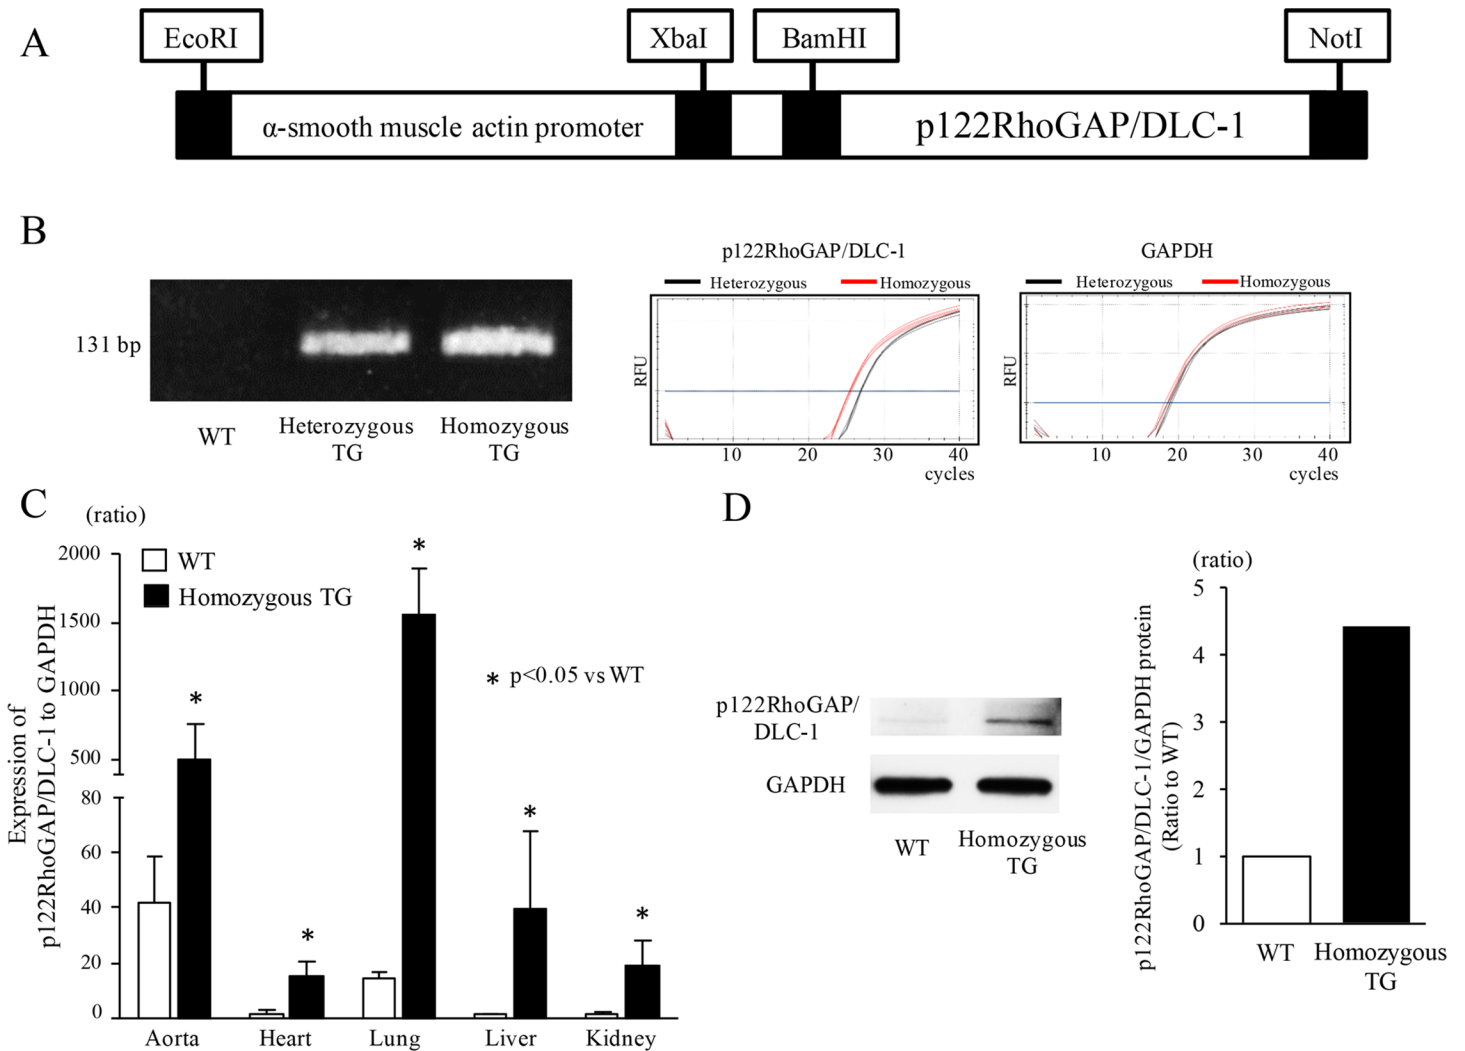 A
EcoRI
XbaI
BamHI
NotI
α-smooth muscle actin promoter
p122RhoGAP/DLC-1
B
131 bp
WT
Heterozygous
TG
Homozygous
TG
p122RhoGAP/DLC-1
Heterozygous
Homozygous
RFU
10
20
30
40
cycles
GAPDH
Heterozygous
Homozygous
RFU
10
20
30
40
cycles
C
(ratio)
Expression of
p122RhoGAP/DLC-1 to GAPDH
2000
1500
1000
500
80
60
40
20
0
WT
Homozygous TG
*
*
*
*
*
* p<0.05 vs WT
Aorta
Heart
Lung
Liver
Kidney
D
p122RhoGAP/
DLC-1
GAPDH
WT
Homozygous
TG
(ratio)
p122RhoGAP/DLC-1/GAPDH protein
(Ratio to WT)
5
4
3
2
1
0
WT
Homozygous
TG